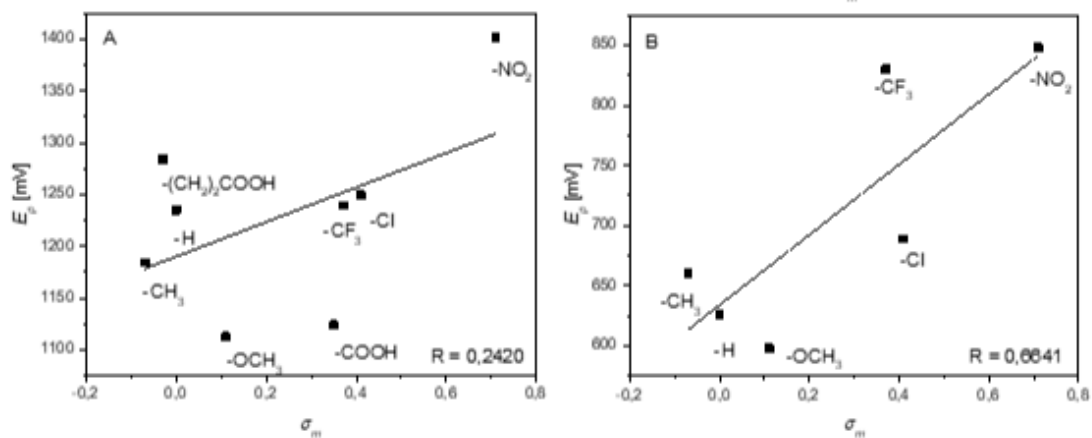 m
A
1400
1350
1300
1250
1200
1150
1100
-NO₂
-(CH₂)₂COOH
-H
-CF₃
-Cl
-CH₃
-OCH₃
-COOH
R = 0,2420
-0,2 0,0 0,2 0,4 0,6 0,8
Eₚ [mV]
σₘ
B
850
800
750
700
650
600
-CF₃
-NO₂
-Cl
-CH₃
-H
-OCH₃
R = 0,6641
-0,2 0,0 0,2 0,4 0,6 0,8
Eₚ [mV]
σₘ